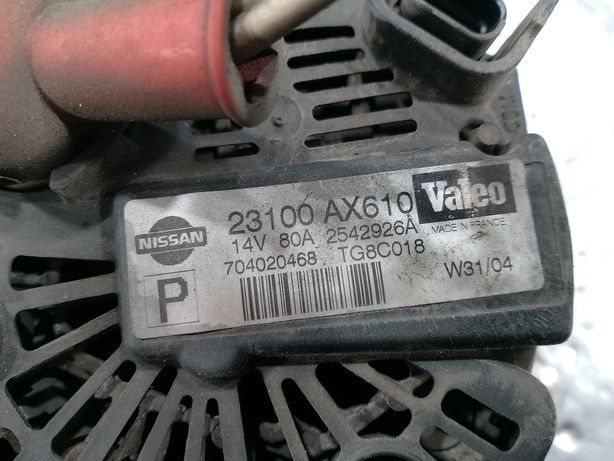 NISSAN
23100 AX610 Valeo
14V 80A 2542926A MADE IN FRANCE
704020468 TG8C018
P
W31/04